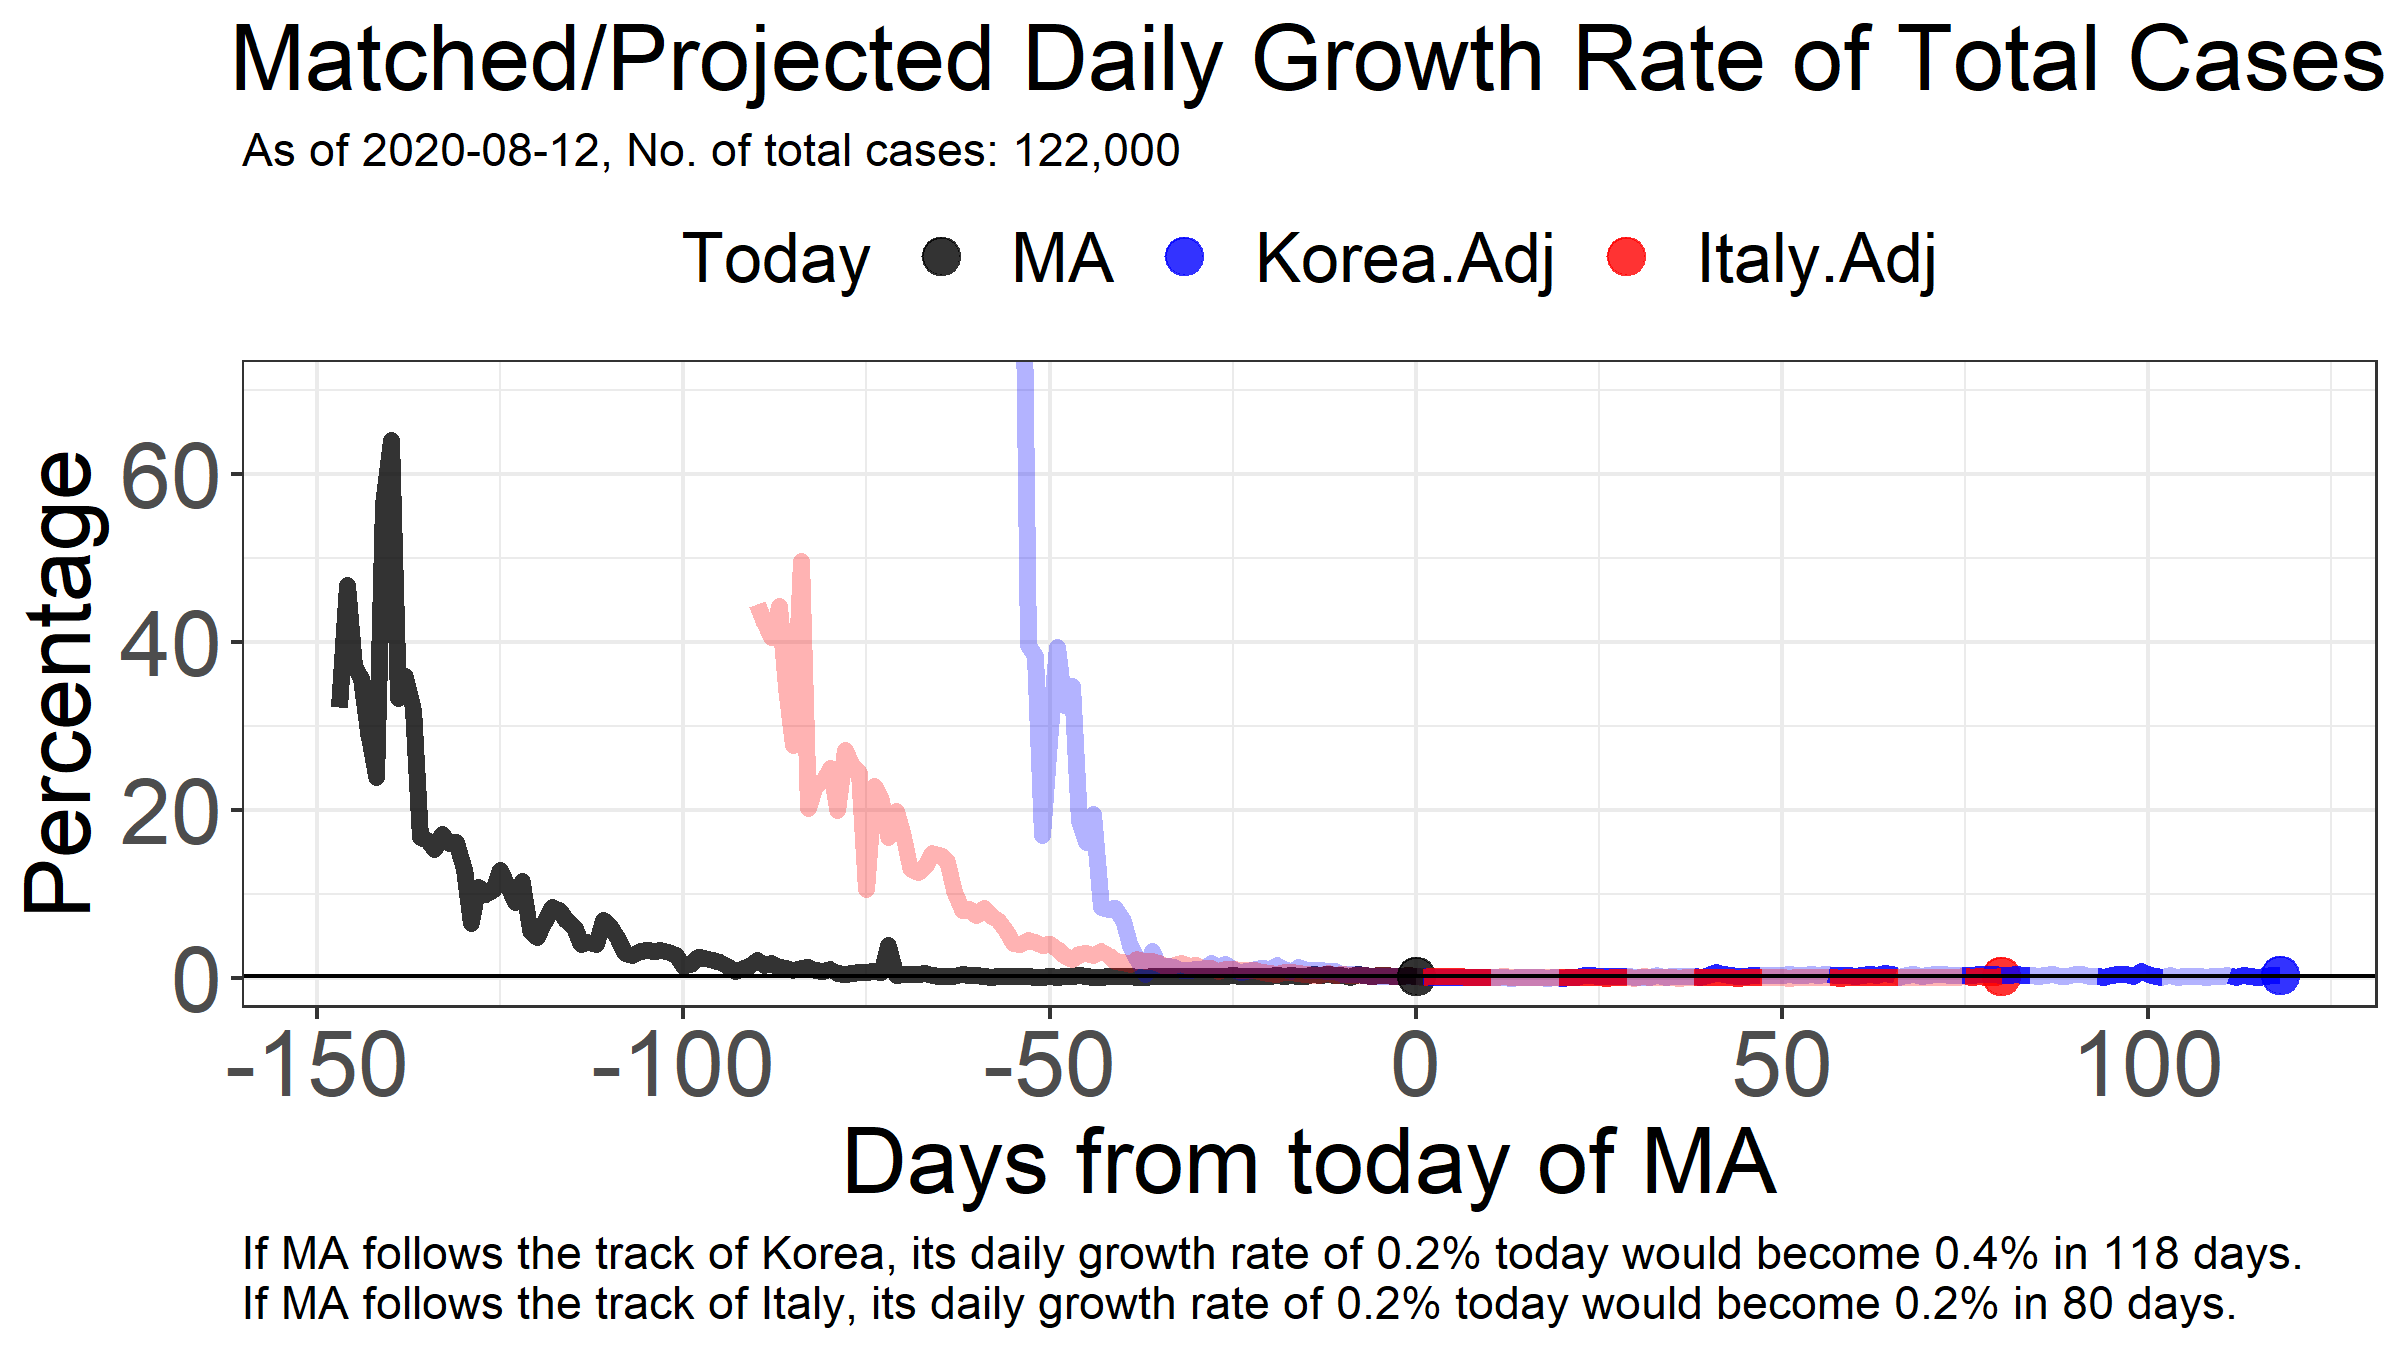 Matched/Projected Daily Growth Rate of Total Cases
As of 2020-08-12, No. of total cases: 122,000
Today MA Korea.Adj Italy.Adj
Percentage
60
40
20
0
-150 -100 -50 0 50 100
Days from today of MA
If MA follows the track of Korea, its daily growth rate of 0.2% today would become 0.4% in 118 days.
If MA follows the track of Italy, its daily growth rate of 0.2% today would become 0.2% in 80 days.